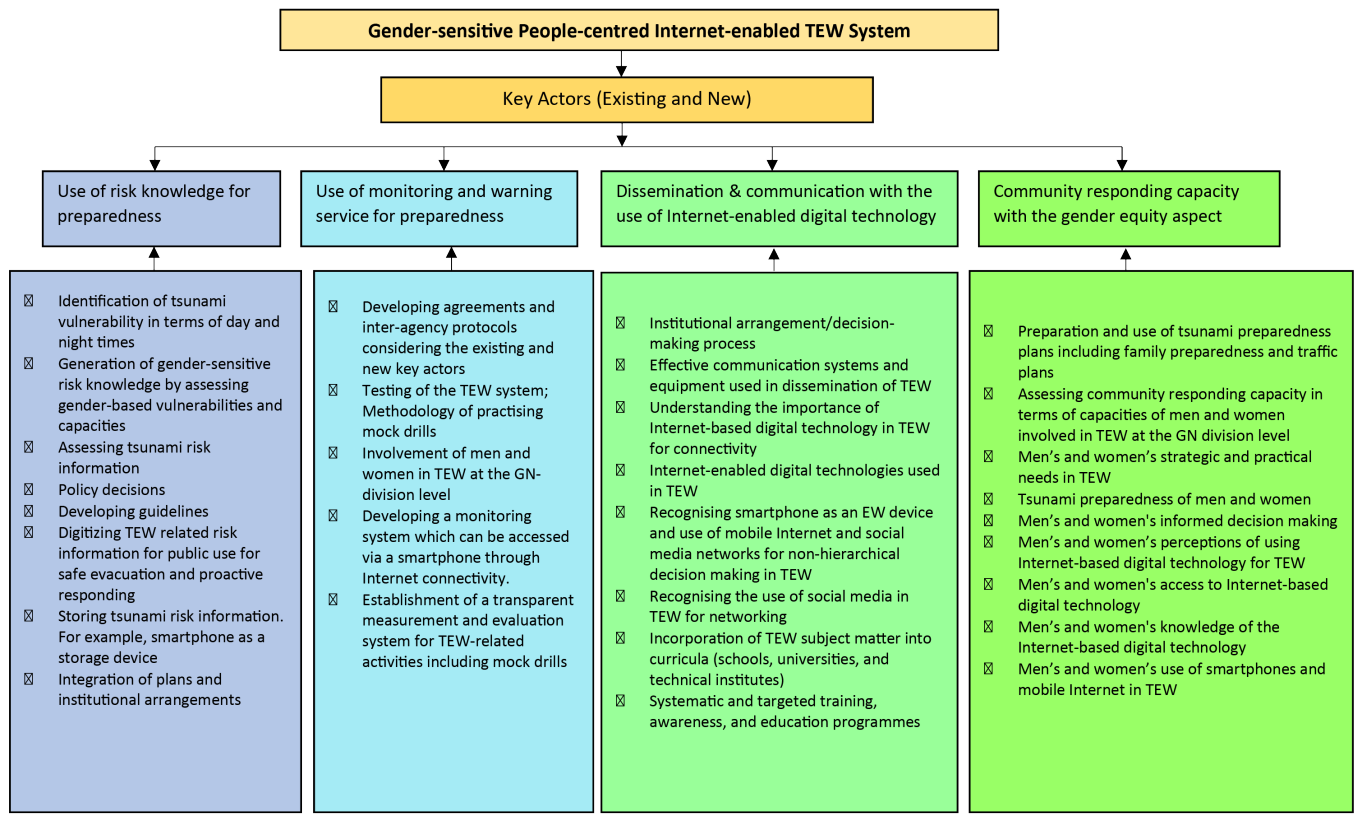 Gender-sensitive People-centred Internet-enabled TEW System
Key Actors (Existing and New)
Use of risk knowledge for
preparedness
Use of monitoring and warning
service for preparedness
Dissemination & communication with the
use of Internet-enabled digital technology
Community responding capacity
with the gender equity aspect
Identification of tsunami
vulnerability in terms of day and
night times
Generation of gender-sensitive
risk knowledge by assessing
gender-based vulnerabilities and
capacities
Assessing tsunami risk
information
Policy decisions
Developing guidelines
Digitizing TEW related risk
information for public use for
safe evacuation and proactive
responding
Storing tsunami risk information.
For example, smartphone as a
storage device
Integration of plans and
institutional arrangements
Developing agreements and
inter-agency protocols
considering the existing and
new key actors
Testing of the TEW system;
Methodology of practising
mock drills
Involvement of men and
women in TEW at the GN-
division level
Developing a monitoring
system which can be accessed
via a smartphone through
Internet connectivity.
Establishment of a transparent
measurement and evaluation
system for TEW-related
activities including mock drills
Institutional arrangement/decision-
making process
Effective communication systems and
equipment used in dissemination of TEW
Understanding the importance of
Internet-based digital technology in TEW
for connectivity
Internet-enabled digital technologies used
in TEW
Recognising smartphone as an EW device
and use of mobile Internet and social
media networks for non-hierarchical
decision making in TEW
Recognising the use of social media in
TEW for networking
Incorporation of TEW subject matter into
curricula (schools, universities, and
technical institutes)
Systematic and targeted training,
awareness, and education programmes
Preparation and use of tsunami preparedness
plans including family preparedness and traffic
plans
Assessing community responding capacity in
terms of capacities of men and women
involved in TEW at the GN division level
Men’s and women’s strategic and practical
needs in TEW
Tsunami preparedness of men and women
Men’s and women's informed decision making
Men’s and women’s perceptions of using
Internet-based digital technology for TEW
Men’s and women's access to Internet-based
digital technology
Men’s and women's knowledge of the
Internet-based digital technology
Men’s and women’s use of smartphones and
mobile Internet in TEW